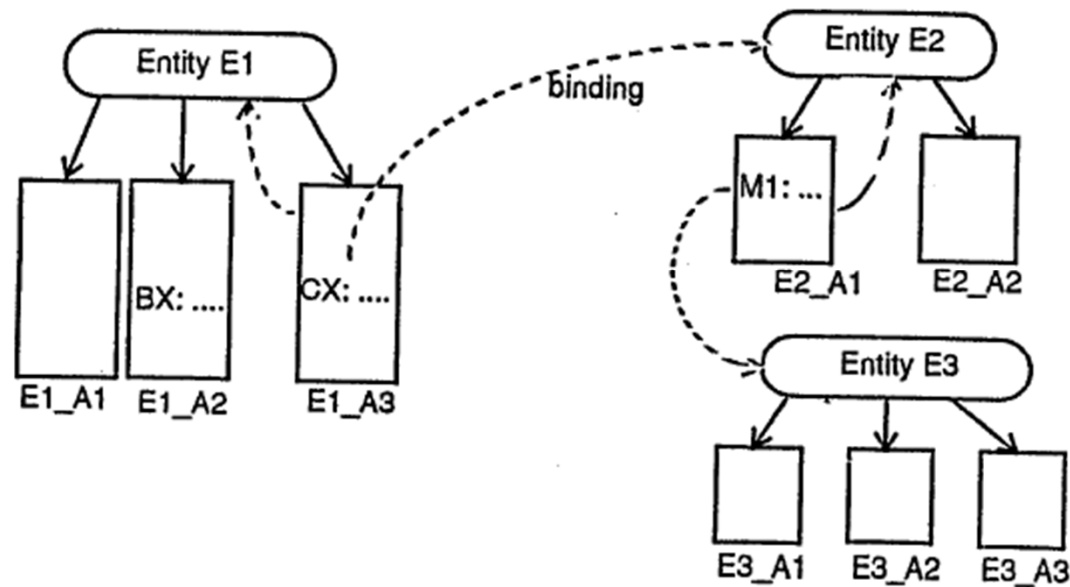 Entity E1
Entity E2
binding
M1: ...
BX: ....
CX: ....
E2_A1
E2_A2
Entity E3
E1_A1
E1_A2
E1_A3
E3_A1
E3_A2
E3_A3